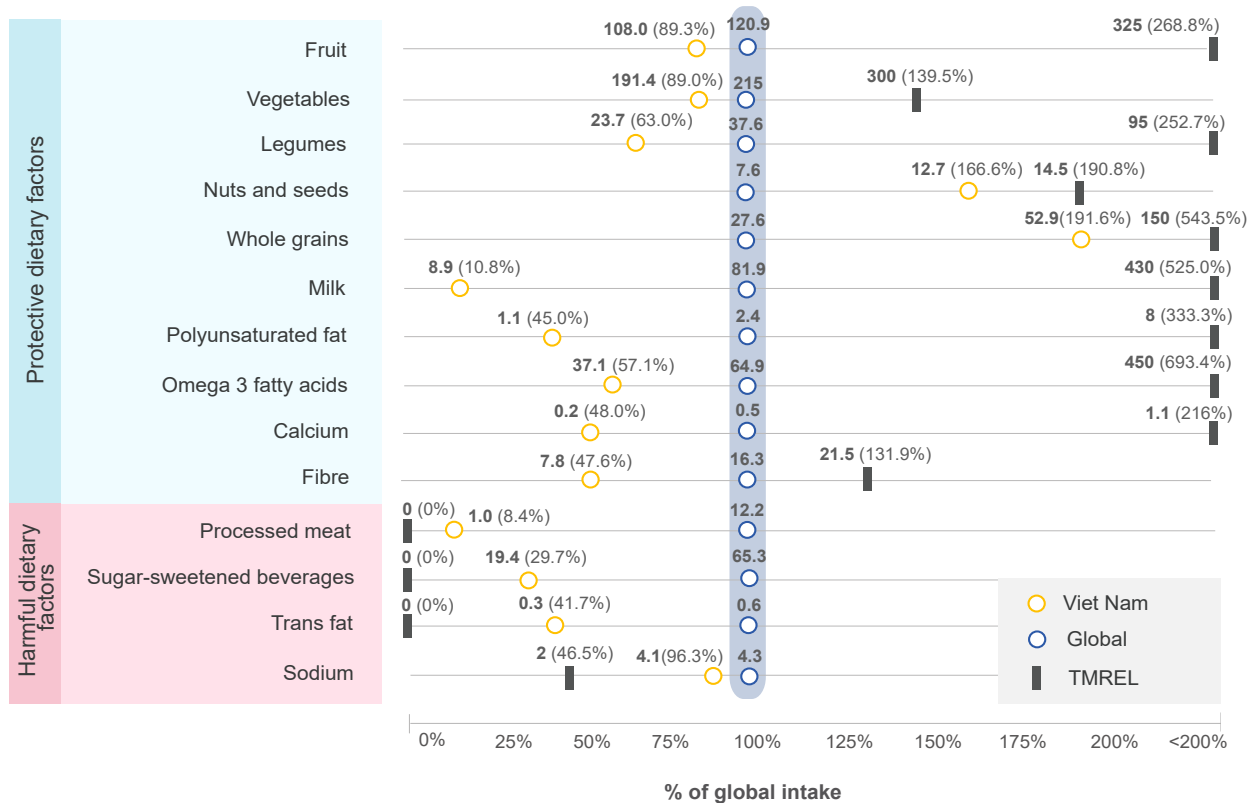 Protective dietary factors
Fruit
108.0 (89.3%) 120.9 325 (268.8%)
Vegetables
191.4 (89.0%) 215 300 (139.5%)
Legumes
23.7 (63.0%) 37.6 95 (252.7%)
Nuts and seeds
7.6 12.7 (166.6%) 14.5 (190.8%)
Whole grains
27.6 52.9(191.6%) 150 (543.5%)
Milk
8.9 (10.8%) 81.9 430 (525.0%)
Polyunsaturated fat
1.1 (45.0%) 2.4 8 (333.3%)
Omega 3 fatty acids
37.1 (57.1%) 64.9 450 (693.4%)
Calcium
0.2 (48.0%) 0.5 1.1 (216%)
Fibre
7.8 (47.6%) 16.3 21.5 (131.9%)
Harmful dietary
factors
Processed meat
0 (0%) 1.0 (8.4%) 12.2
Sugar-sweetened beverages
0 (0%) 19.4 (29.7%) 65.3
Trans fat
0 (0%) 0.3 (41.7%) 0.6
Sodium
2 (46.5%) 4.1(96.3%) 4.3
Viet Nam
Global
TMREL
0% 25% 50% 75% 100% 125% 150% 175% 200% <200%
% of global intake